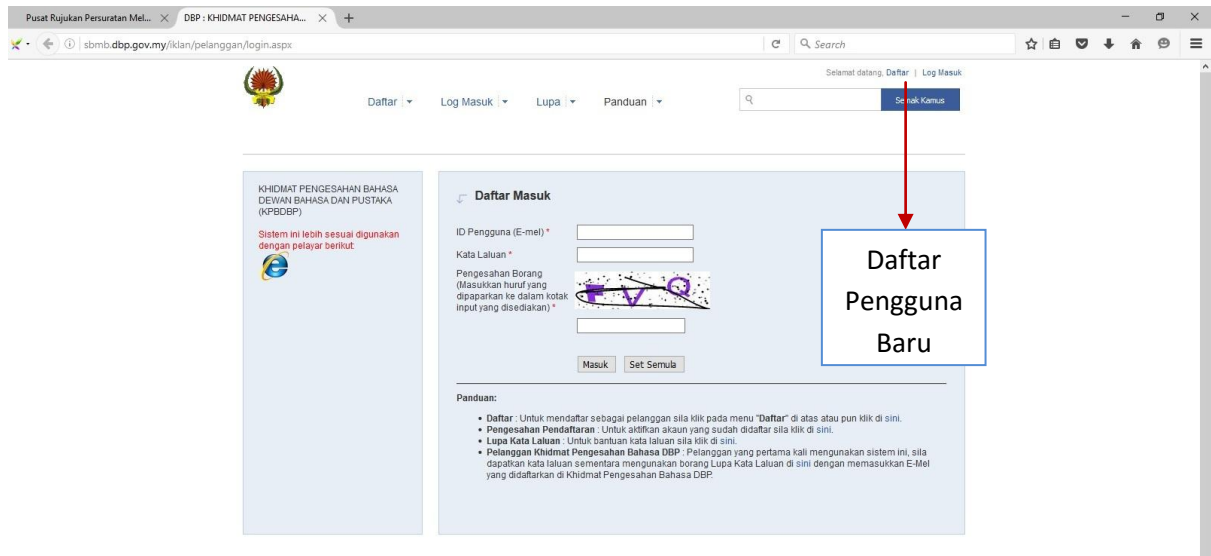 Pusat Rujukan Persuratan Mel...
DBP : KHIDMAT PENGESAHA...
sbmb.dbp.gov.my/iklan/pelanggan/login.aspx
Search
Selamat datang, Daftar | Log Masuk
Daftar
Log Masuk
Lupa
Panduan
Semak Kamus
KHIDMAT PENGESAHAN BAHASA
DEWAN BAHASA DAN PUSTAKA
(KPBDBP)
Sistem ini lebih sesuai digunakan
dengan pelayar berikut:
Daftar Masuk
ID Pengguna (E-mel) *
Kata Laluan *
Pengesahan Borang
(Masukkan huruf yang
dipaparkan ke dalam kotak
input yang disediakan) *
F V Q
Masuk
Set Semula
Daftar
Pengguna
Baru
Panduan:
• Daftar : Untuk mendaftar sebagai pelanggan sila klik pada menu "Daftar" di atas atau pun klik di sini.
• Pengesahan Pendaftaran : Untuk aktifkan akaun yang sudah didaftar sila klik di sini.
• Lupa Kata Laluan : Untuk bantuan kata laluan sila klik di sini.
• Pelanggan Khidmat Pengesahan Bahasa DBP : Pelanggan yang pertama kali mengunakan sistem ini, sila
dapatkan kata laluan sementara mengunakan borang Lupa Kata Laluan di sini dengan memasukkan E-Mel
yang didaftarkan di Khidmat Pengesahan Bahasa DBP.